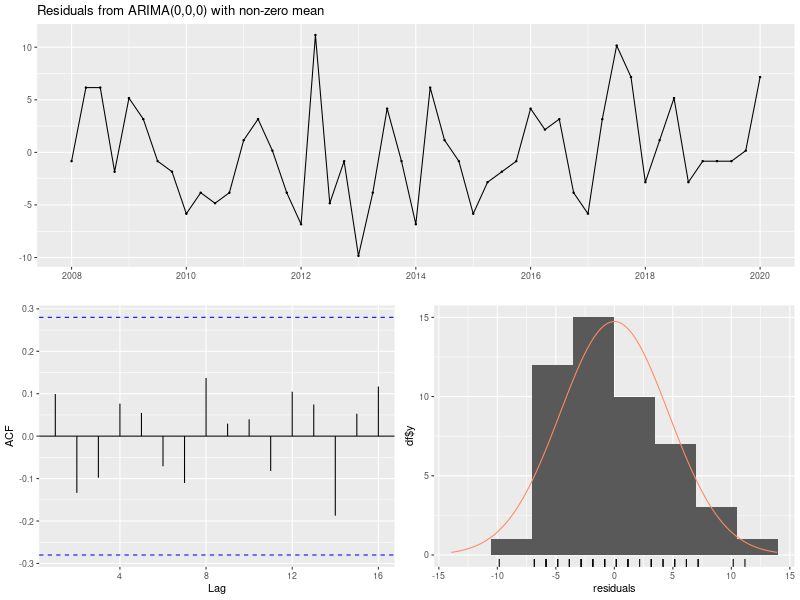 Residuals from ARIMA(0,0,0) with non-zero mean
10
5
0
-5
-10
2008 2010 2012 2014 2016 2018 2020
0.3
0.2
0.1
0.0
-0.1
-0.2
-0.3
ACF
4 8 12 16
Lag
15
10
5
0
df$y
-15 -10 -5 0 5 10 15
residuals